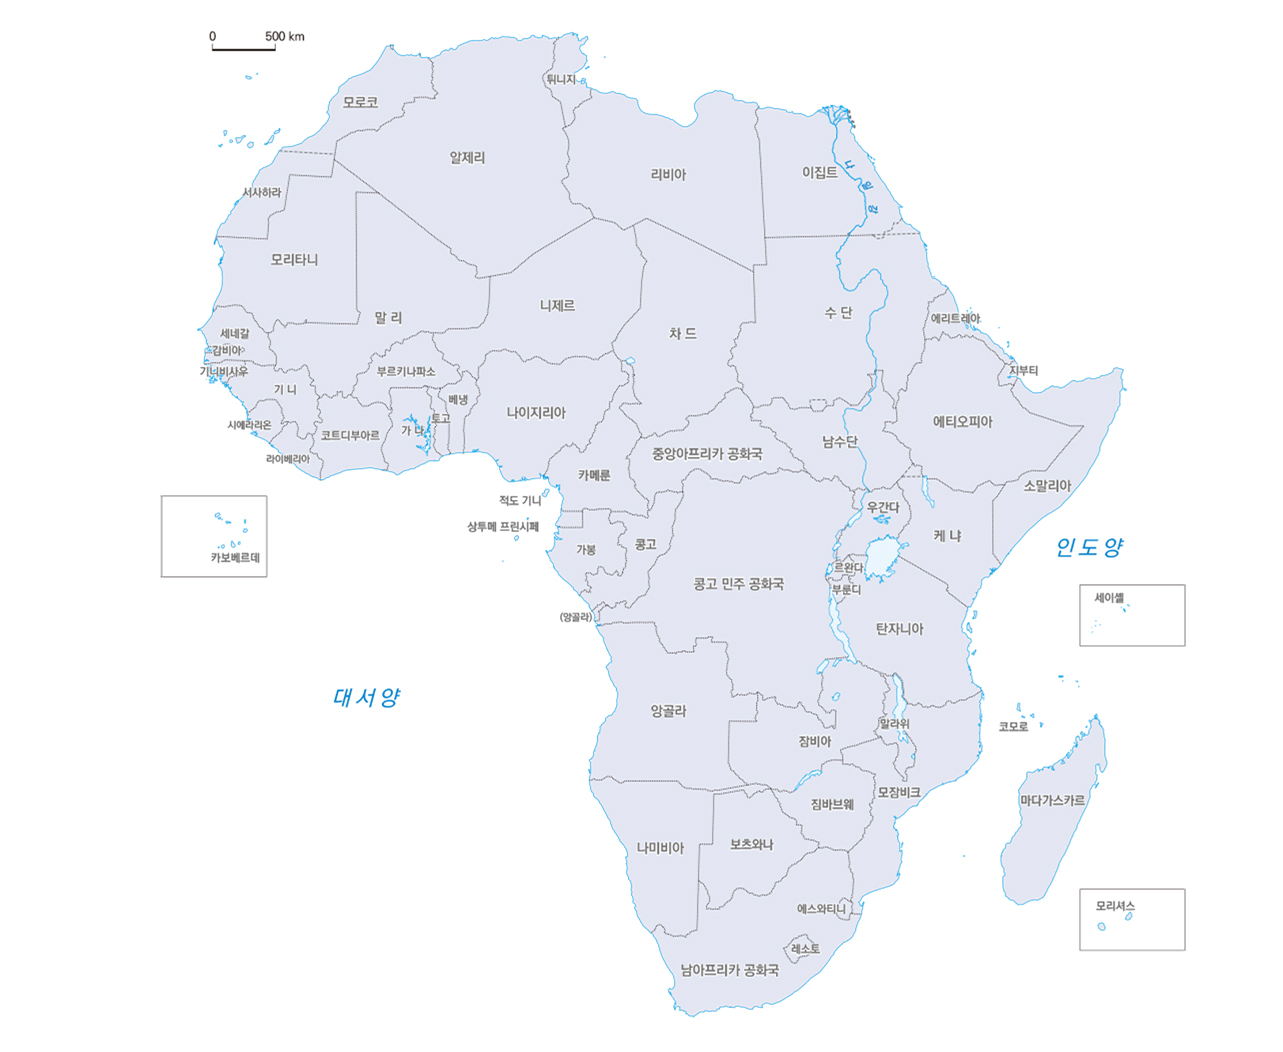 0 500 km
튀니지
모로코
알제리
리비아
이집트
나일강
서사하라
모리타니
말 리
니제르
차 드
수 단
에리트레아
세네갈
감비아
기니비사우
기 니
부르키나파소
베냉
토고
나이지리아
지부티
시에라리온
코트디부아르
가 나
라이베리아
중앙아프리카 공화국
남수단
에티오피아
카메룬
소말리아
적도 기니
상투메 프린시페
우간다
케 냐
인도양
카보베르데
가봉
콩고
르완다
부룬디
콩고 민주 공화국
세이셸
(앙골라)
탄자니아
대서양
앙골라
잠비아
말라위
코모로
모잠비크
짐바브웨
마다가스카르
나미비아
보츠와나
에스와티니
모리셔스
레소토
남아프리카 공화국